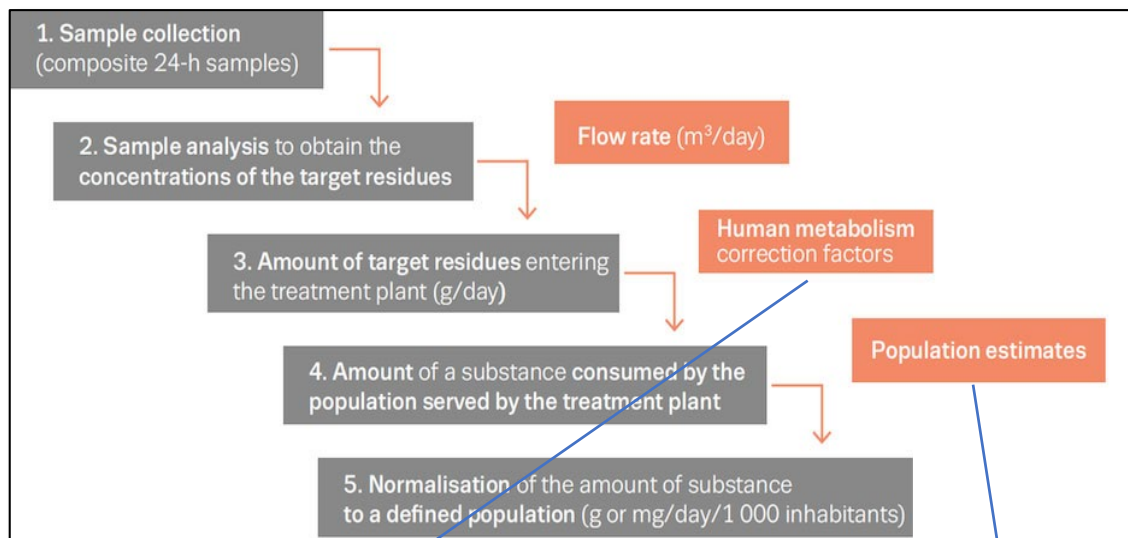 1. Sample collection
(composite 24-h samples)
2. Sample analysis to obtain the
concentrations of the target residues
Flow rate (m³/day)
3. Amount of target residues entering
the treatment plant (g/day)
Human metabolism
correction factors
4. Amount of a substance consumed by the
population served by the treatment plant
Population estimates
5. Normalisation of the amount of substance
to a defined population (g or mg/day/1 000 inhabitants)